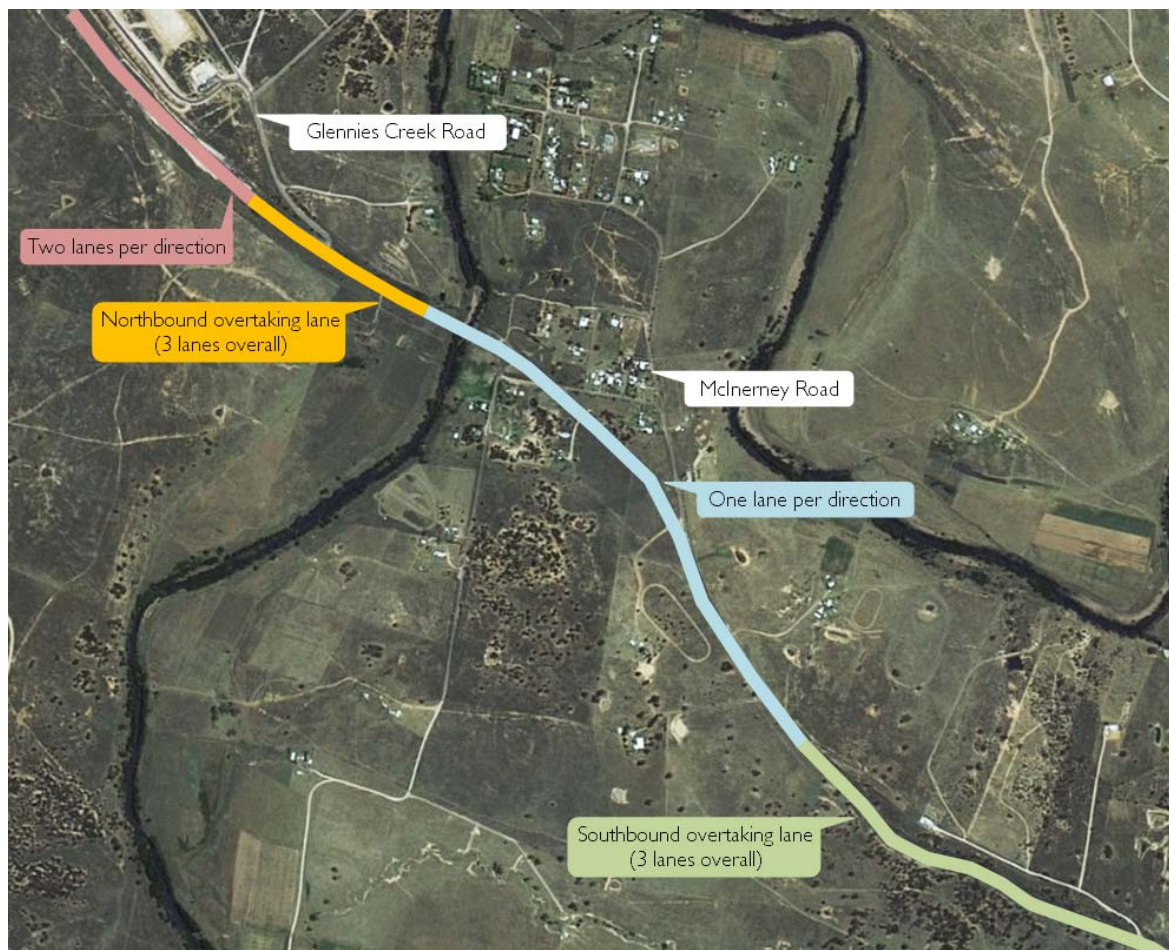 Glennies Creek Road
Two lanes per direction
Northbound overtaking lane
(3 lanes overall)
McInerney Road
One lane per direction
Southbound overtaking lane
(3 lanes overall)